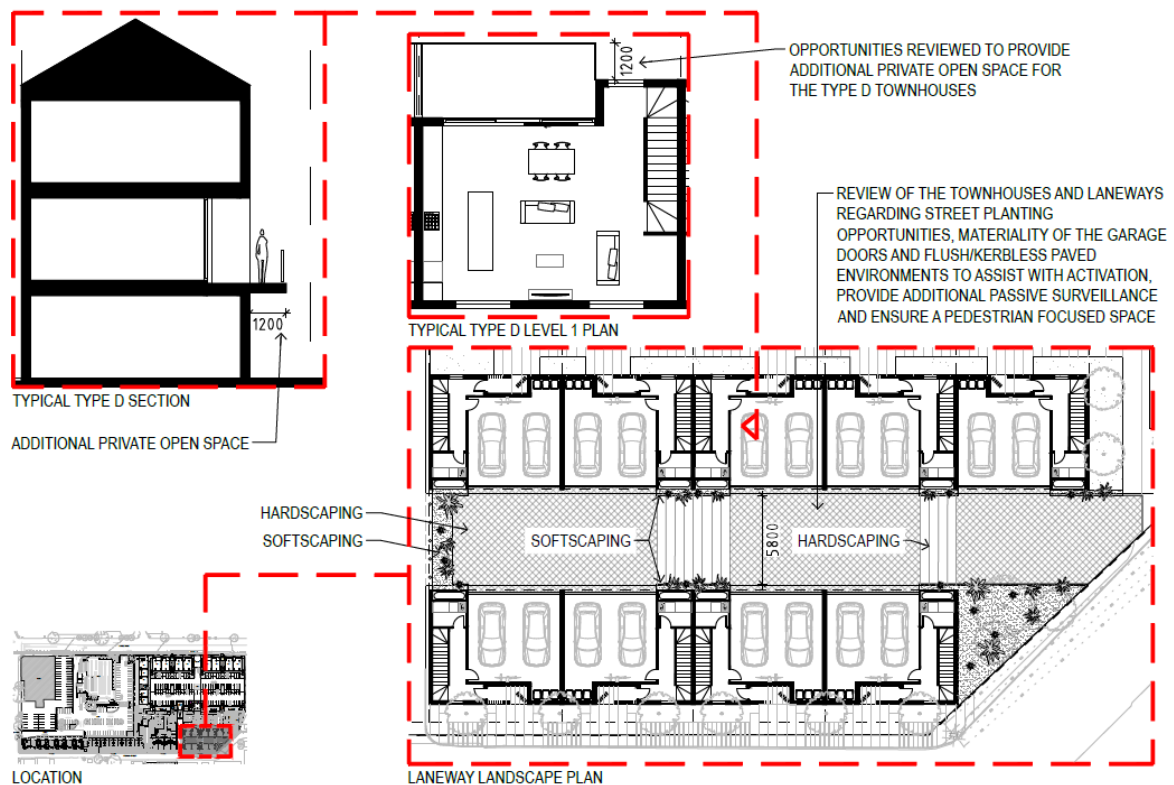 OPPORTUNITIES REVIEWED TO PROVIDE
ADDITIONAL PRIVATE OPEN SPACE FOR
THE TYPE D TOWNHOUSES
1200
REVIEW OF THE TOWNHOUSES AND LANEWAYS
REGARDING STREET PLANTING
OPPORTUNITIES, MATERIALITY OF THE GARAGE
DOORS AND FLUSH/KERBLESS PAVED
ENVIRONMENTS TO ASSIST WITH ACTIVATION,
PROVIDE ADDITIONAL PASSIVE SURVEILLANCE
AND ENSURE A PEDESTRIAN FOCUSED SPACE
1200
TYPICAL TYPE D LEVEL 1 PLAN
TYPICAL TYPE D SECTION
ADDITIONAL PRIVATE OPEN SPACE
HARDSCAPING
SOFTSCAPING
SOFTSCAPING
5800
HARDSCAPING
LOCATION
LANEWAY LANDSCAPE PLAN